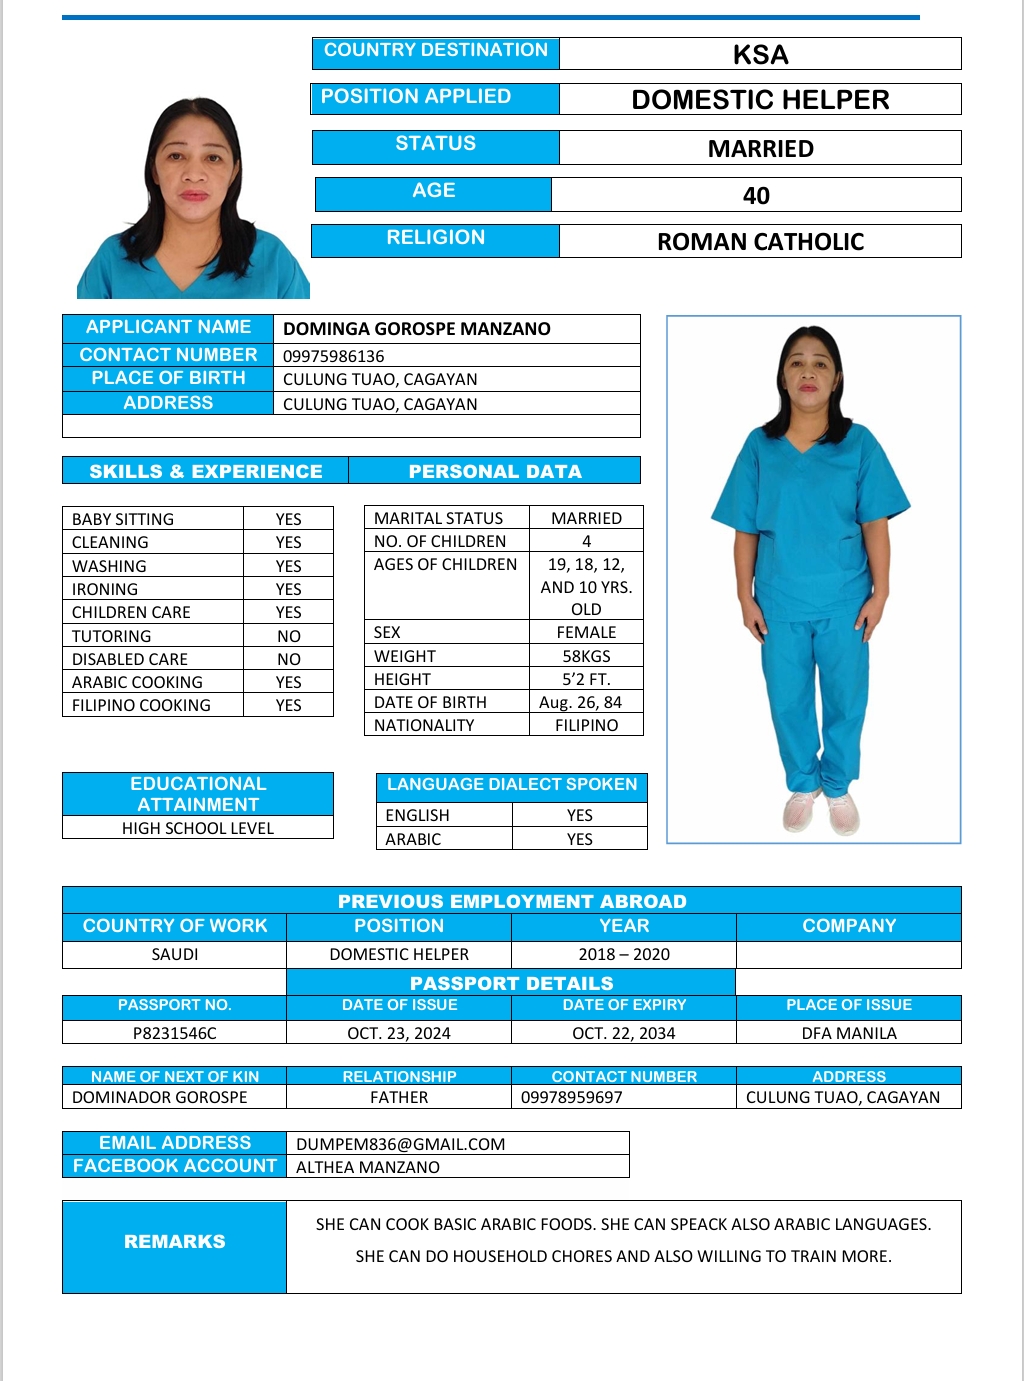 COUNTRY DESTINATION KSA
POSITION APPLIED DOMESTIC HELPER
STATUS MARRIED
AGE 40
RELIGION ROMAN CATHOLIC
APPLICANT NAME DOMINGA GOROSPE MANZANO
CONTACT NUMBER 09975986136
PLACE OF BIRTH CULUNG TUAO, CAGAYAN
ADDRESS CULUNG TUAO, CAGAYAN
SKILLS & EXPERIENCE PERSONAL DATA
BABY SITTING YES
CLEANING YES
WASHING YES
IRONING YES
CHILDREN CARE YES
TUTORING NO
DISABLED CARE NO
ARABIC COOKING YES
FILIPINO COOKING YES
MARITAL STATUS MARRIED
NO. OF CHILDREN 4
AGES OF CHILDREN 19, 18, 12,
AND 10 YRS.
OLD
SEX FEMALE
WEIGHT 58KGS
HEIGHT 5’2 FT.
DATE OF BIRTH Aug. 26, 84
NATIONALITY FILIPINO
EDUCATIONAL
ATTAINMENT
HIGH SCHOOL LEVEL
LANGUAGE DIALECT SPOKEN
ENGLISH YES
ARABIC YES
PREVIOUS EMPLOYMENT ABROAD
COUNTRY OF WORK POSITION YEAR COMPANY
SAUDI DOMESTIC HELPER 2018 – 2020
PASSPORT DETAILS
PASSPORT NO. DATE OF ISSUE DATE OF EXPIRY PLACE OF ISSUE
P8231546C OCT. 23, 2024 OCT. 22, 2034 DFA MANILA
NAME OF NEXT OF KIN RELATIONSHIP CONTACT NUMBER ADDRESS
DOMINADOR GOROSPE FATHER 09978959697 CULUNG TUAO, CAGAYAN
EMAIL ADDRESS DUMPEM836@GMAIL.COM
FACEBOOK ACCOUNT ALTHEA MANZANO
REMARKS
SHE CAN COOK BASIC ARABIC FOODS. SHE CAN SPEACK ALSO ARABIC LANGUAGES.
SHE CAN DO HOUSEHOLD CHORES AND ALSO WILLING TO TRAIN MORE.